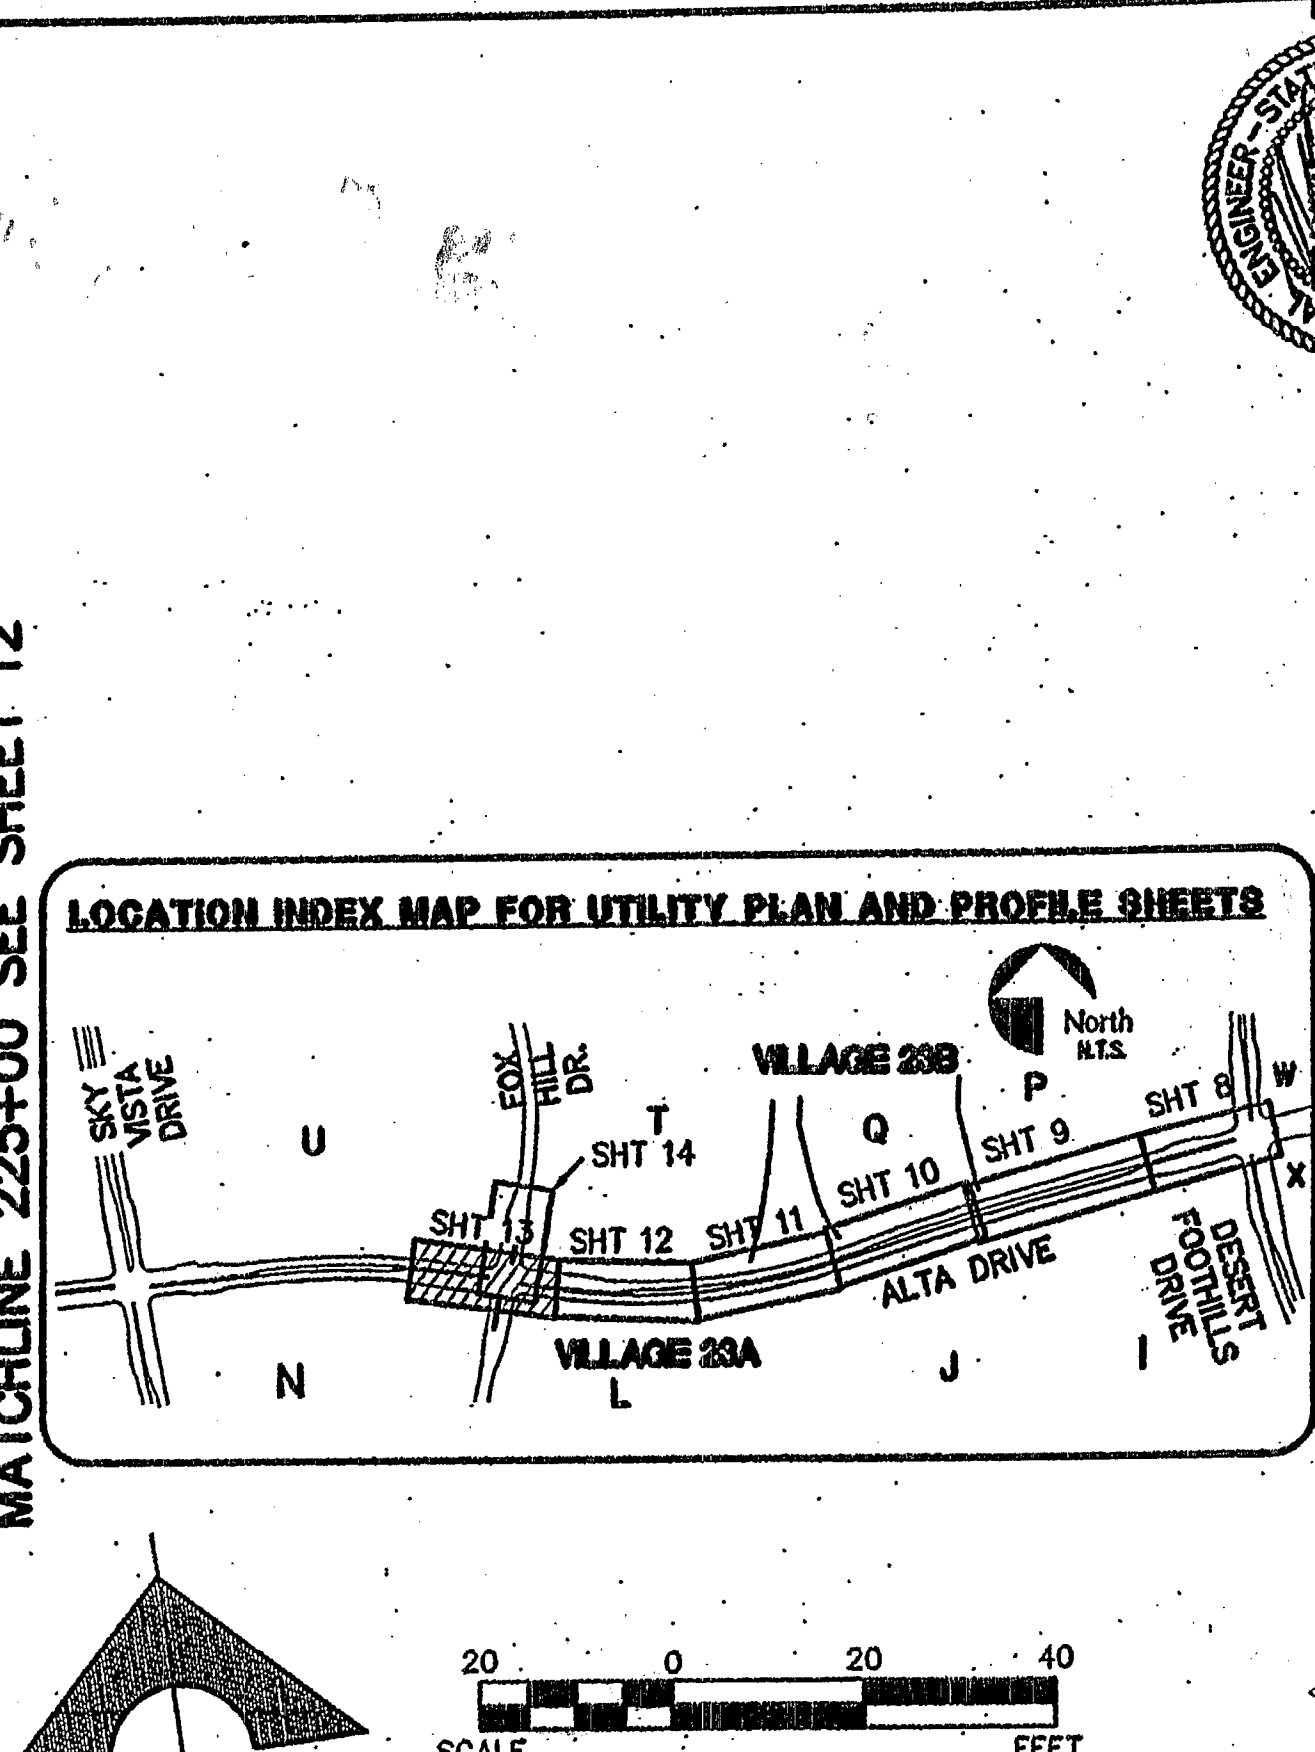 ENGINEER-STAT
MATCHLINE 225+00 SEE SHEET 12
LOCATION INDEX MAP FOR UTILITY PLAN AND PROFILE SHEETS
North
N.T.S.
SKY
VISTA
DRIVE
FOX
HILL
DR.
VILLAGE 23B
U
T
Q
P
W
X
SHT 14
SHT 13
SHT 12
SHT 11
SHT 10
SHT 9
SHT 8
ALTA DRIVE
DESERT
FOOTHILLS
DRIVE
VILLAGE 23A
N
L
J
I
20 0 20 40
SCALE FEET